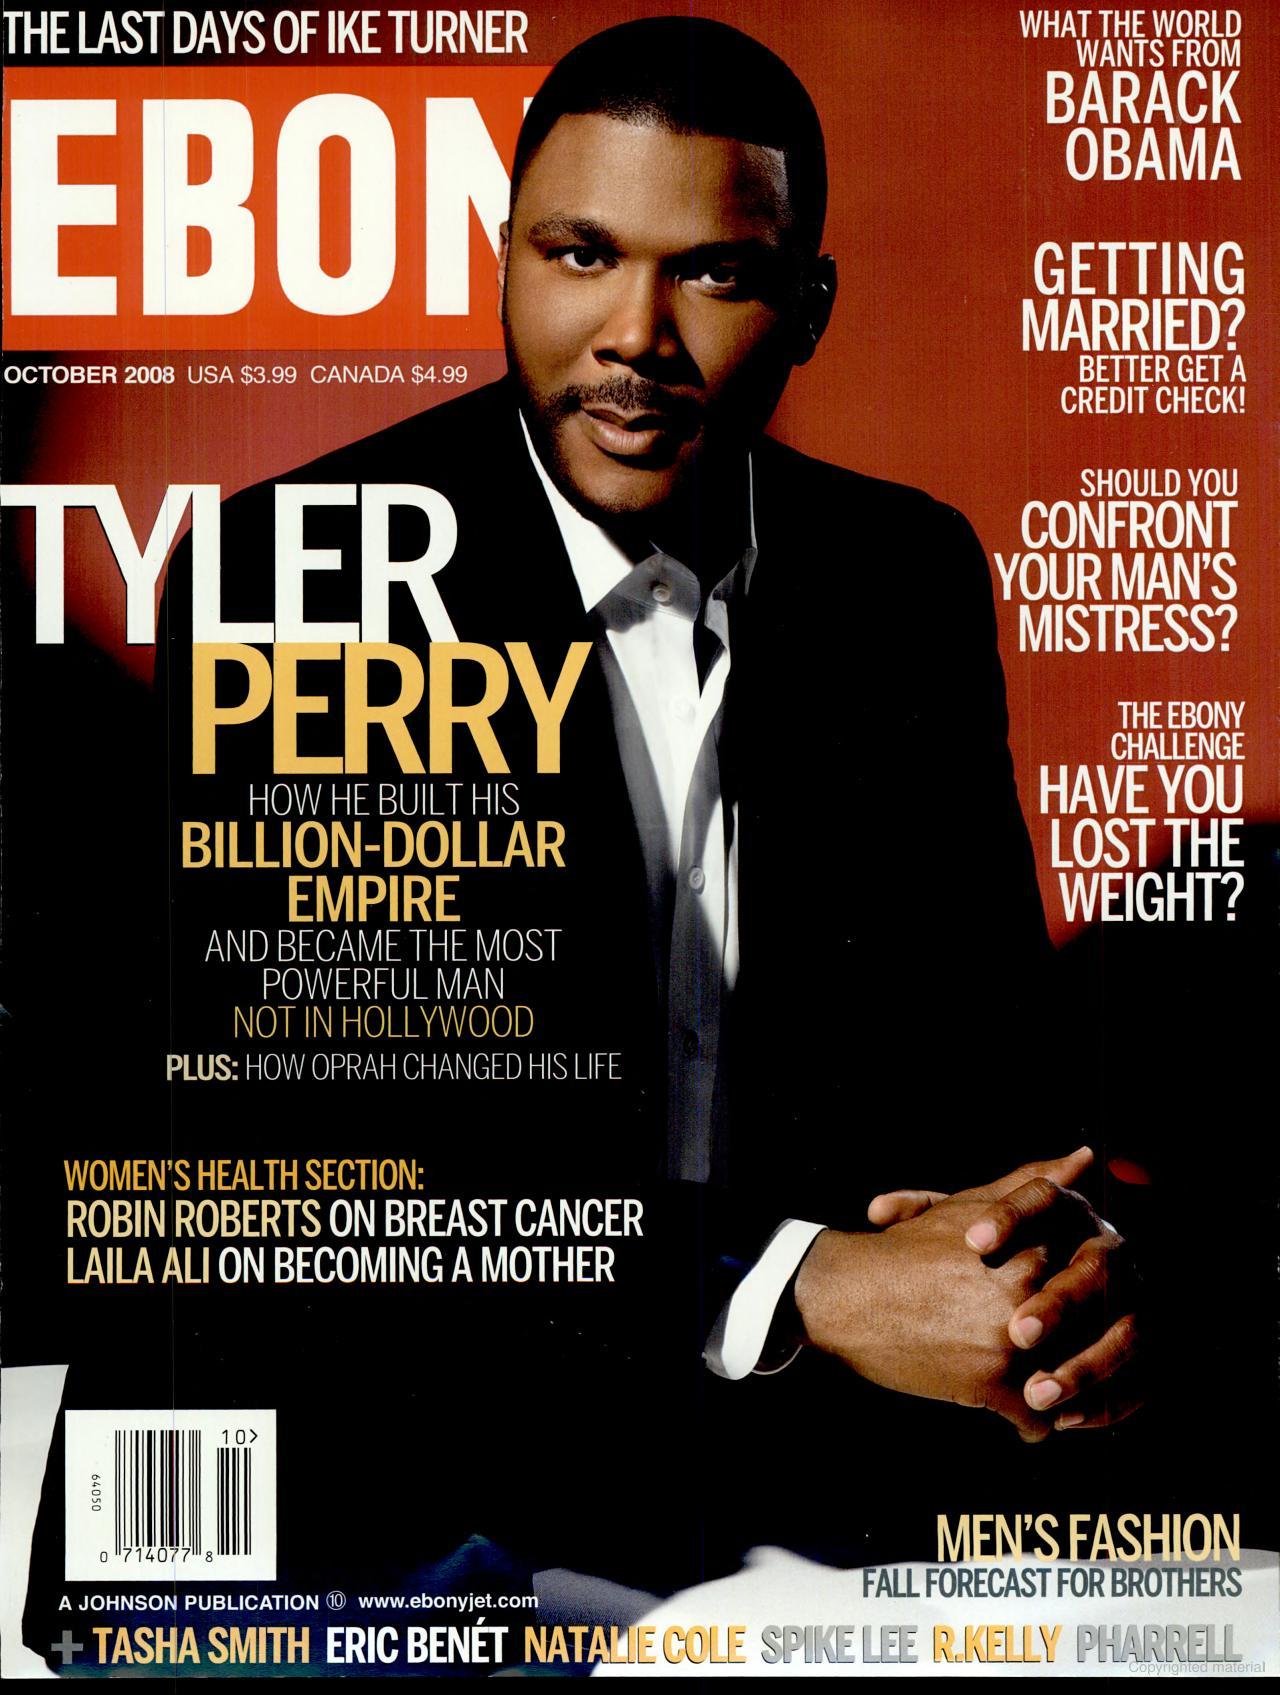 THE LAST DAYS OF IKE TURNER
EBON
OCTOBER 2008 USA $3.99 CANADA $4.99
WHAT THE WORLD
WANTS FROM
BARACK
OBAMA
GETTING
MARRIED?
BETTER GET A
CREDIT CHECK!
SHOULD YOU
CONFRONT
YOUR MAN'S
MISTRESS?
THE EBONY
CHALLENGE
HAVE YOU
LOST THE
WEIGHT?
TYLER
PERRY
HOW HE BUILT HIS
BILLION-DOLLAR
EMPIRE
AND BECAME THE MOST
POWERFUL MAN
NOT IN HOLLYWOOD
PLUS: HOW OPRAH CHANGED HIS LIFE
WOMEN'S HEALTH SECTION:
ROBIN ROBERTS ON BREAST CANCER
LAILA ALI ON BECOMING A MOTHER
10>
64050
0 714077 8
MEN'S FASHION
FALL FORECAST FOR BROTHERS
A JOHNSON PUBLICATION ⑩ www.ebonyjet.com
+ TASHA SMITH ERIC BENÉT NATALIE COLE SPIKE LEE R.KELLY PHARRELL
Copyrighted material